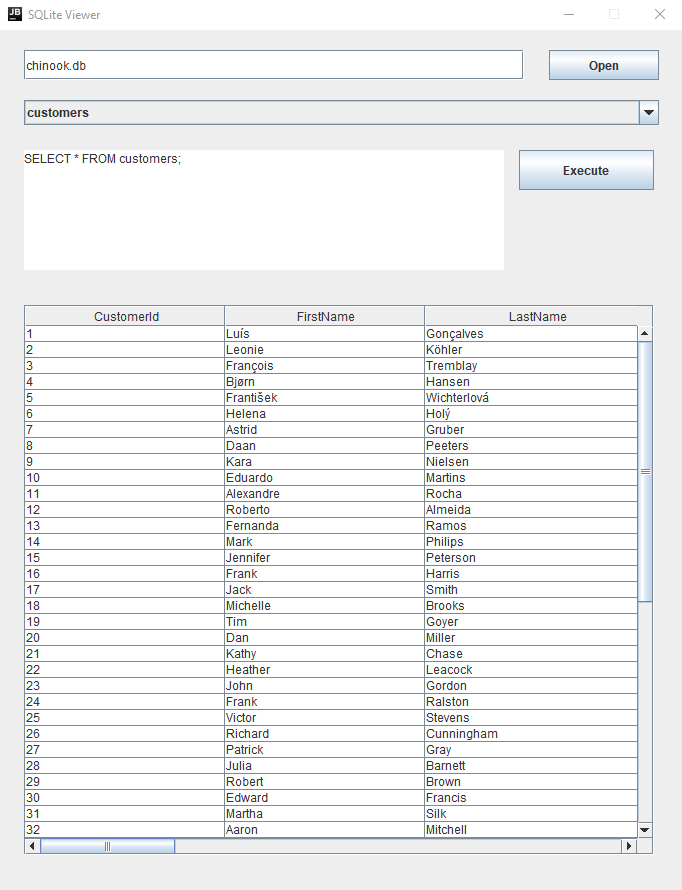 JB SQLite Viewer
chinook.db Open
customers
SELECT * FROM customers; Execute
CustomerId FirstName LastName
1 Luís Gonçalves
2 Leonie Köhler
3 François Tremblay
4 Bjørn Hansen
5 František Wichterlová
6 Helena Holý
7 Astrid Gruber
8 Daan Peeters
9 Kara Nielsen
10 Eduardo Martins
11 Alexandre Rocha
12 Roberto Almeida
13 Fernanda Ramos
14 Mark Philips
15 Jennifer Peterson
16 Frank Harris
17 Jack Smith
18 Michelle Brooks
19 Tim Goyer
20 Dan Miller
21 Kathy Chase
22 Heather Leacock
23 John Gordon
24 Frank Ralston
25 Victor Stevens
26 Richard Cunningham
27 Patrick Gray
28 Julia Barnett
29 Robert Brown
30 Edward Francis
31 Martha Silk
32 Aaron Mitchell